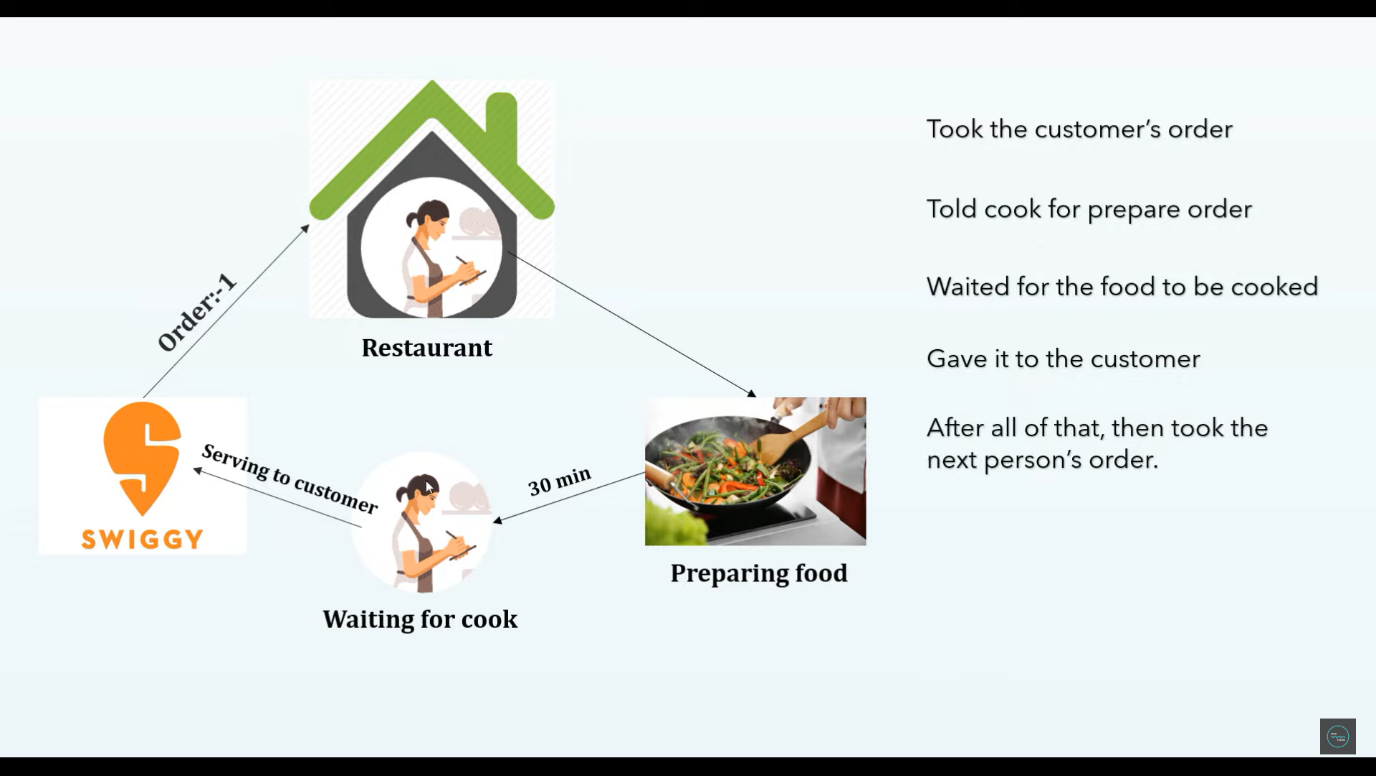 Took the customer's order
Told cook for prepare order
Waited for the food to be cooked
Gave it to the customer
After all of that, then took the
next person's order.
Order:-1
Restaurant
SWIGGY
Serving to customer
30 min
Waiting for cook
Preparing food